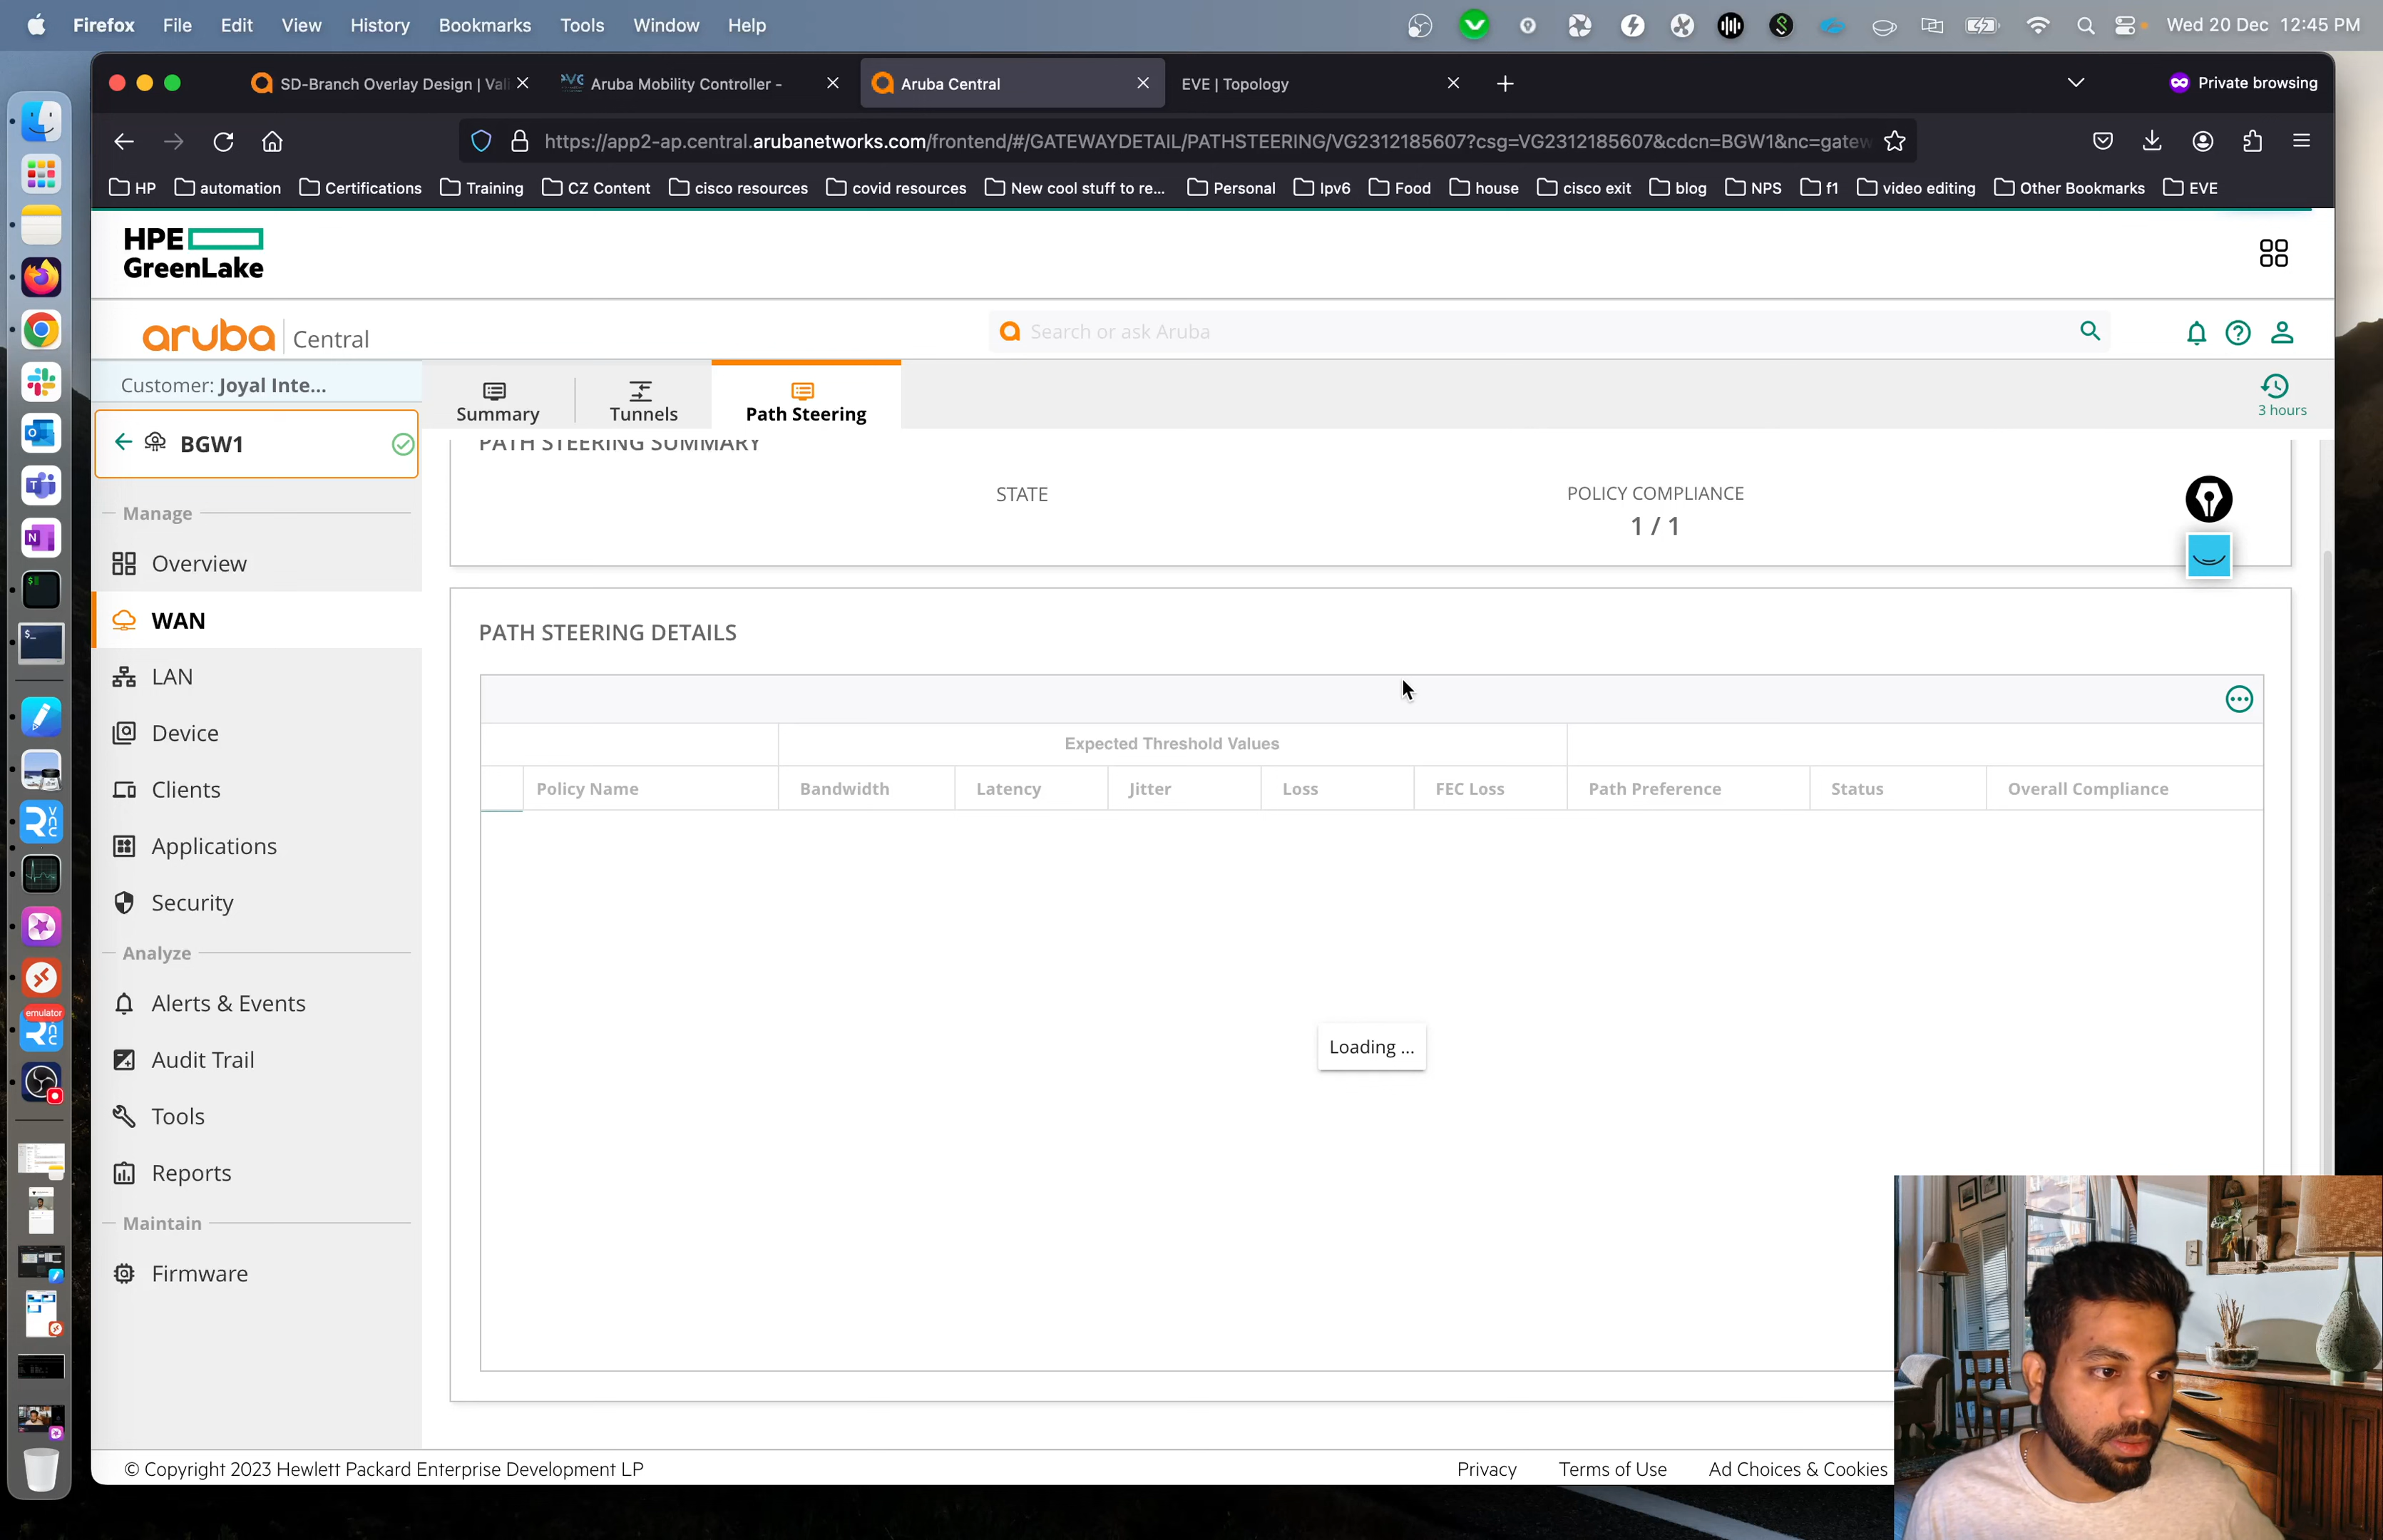 Firefox File Edit View History Bookmarks Tools Window Help
Wed 20 Dec 12:45 PM
SD-Branch Overlay Design | Vali
Aruba Mobility Controller -
Aruba Central
EVE | Topology
Private browsing
https://app2-ap.central.arubanetworks.com/frontend/#/GATEWAYDETAIL/PATHSTEERING/VG2312185607?csg=VG2312185607&cdcn=BGW1&nc=gatew
HP automation Certifications Training CZ Content cisco resources covid resources New cool stuff to re... Personal Ipv6 Food house cisco exit blog NPS f1 video editing Other Bookmarks EVE
HPE
GreenLake
aruba Central
Search or ask Aruba
Customer: Joyal Inte...
Summary
Tunnels
Path Steering
3 hours
BGW1
PATH STEERING SUMMARY
STATE
POLICY COMPLIANCE
1 / 1
Manage
Overview
WAN
LAN
Device
Clients
Applications
Security
Analyze
Alerts & Events
Audit Trail
Tools
Reports
Maintain
Firmware
PATH STEERING DETAILS
Expected Threshold Values
Policy Name Bandwidth Latency Jitter Loss FEC Loss Path Preference Status Overall Compliance
Loading ...
emulator
© Copyright 2023 Hewlett Packard Enterprise Development LP
Privacy Terms of Use Ad Choices & Cookies